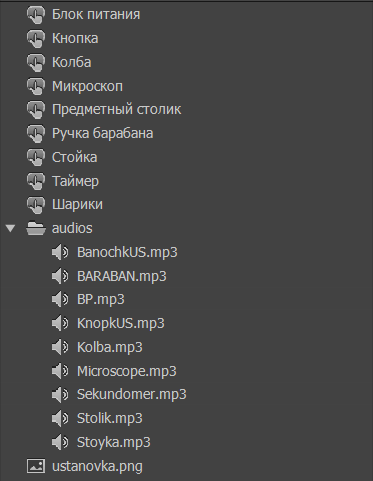 Блок питания
Кнопка
Колба
Микроскоп
Предметный столик
Ручка барабана
Стойка
Таймер
Шарики
audios
BanochkUS.mp3
BARABAN.mp3
BP.mp3
KnopkUS.mp3
Kolba.mp3
Microscope.mp3
Sekundomer.mp3
Stolik.mp3
Stoyka.mp3
ustanovka.png